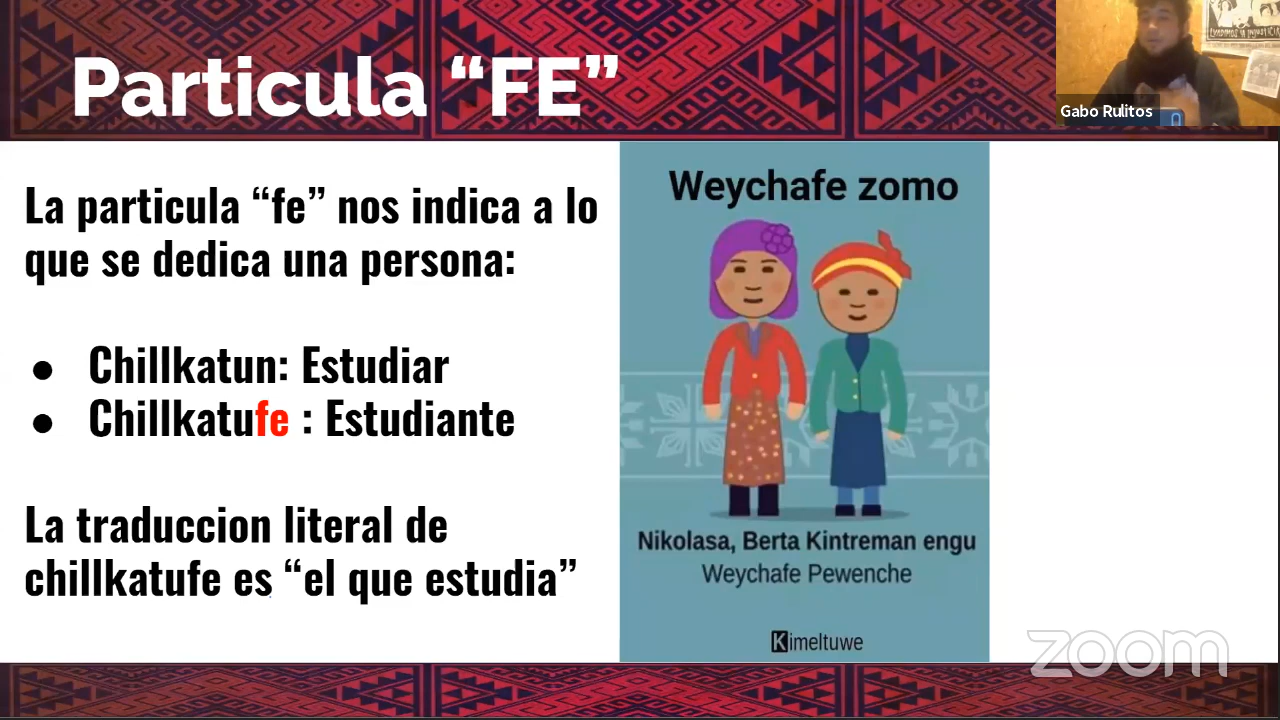 Particula “FE”
Gabo Rulitos
La particula “fe” nos indica a lo
que se dedica una persona:
● Chillkatun: Estudiar
● Chillkatufe : Estudiante
La traduccion literal de
chillkatufe es “el que estudia”
Weychafe zomo
Nikolasa, Berta Kintreman engu
Weychafe Pewenche
Kimeltuwe
zoom